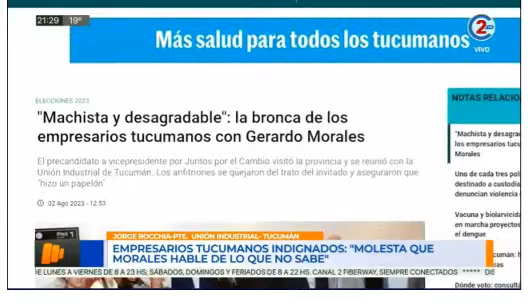 21:29 19°
Más salud para todos los tucumanos
2
VIVO
ELECCIONES 2023
NOTAS RELACIO
"Machista y desagradable": la bronca de los
empresarios tucumanos con Gerardo Morales
El precandidato a vicepresidente por Juntos por el Cambio visitó la provincia y se reunió con la
Unión Industrial de Tucumán. Los anfitriones se quejaron del trato del invitado y aseguraron que
"hizo un papelón"
02 Ago 2023 - 12:53
"Machista y desagrad
los empresarios tucu
Morales
Uno de cada tres pol
destinado a custodia
denuncian violencia
Vacuna y biolarvicida
en marcha proyectos
el dengue
Dónde voto: consult
Piso 1
JORGE ROCCHIA-PTE. UNIÓN INDUSTRIAL- TUCUMÁN
EMPRESARIOS TUCUMANOS INDIGNADOS: "MOLESTA QUE
MORALES HABLE DE LO QUE NO SABE"
E LUNES A VIERNES DE 8 A 23 HS; SÁBADOS, DOMINGOS Y FERIADOS DE 8 A 22 HS. CANAL 2 FIBERWAY, SIEMPRE CONECTADOS ***** DE